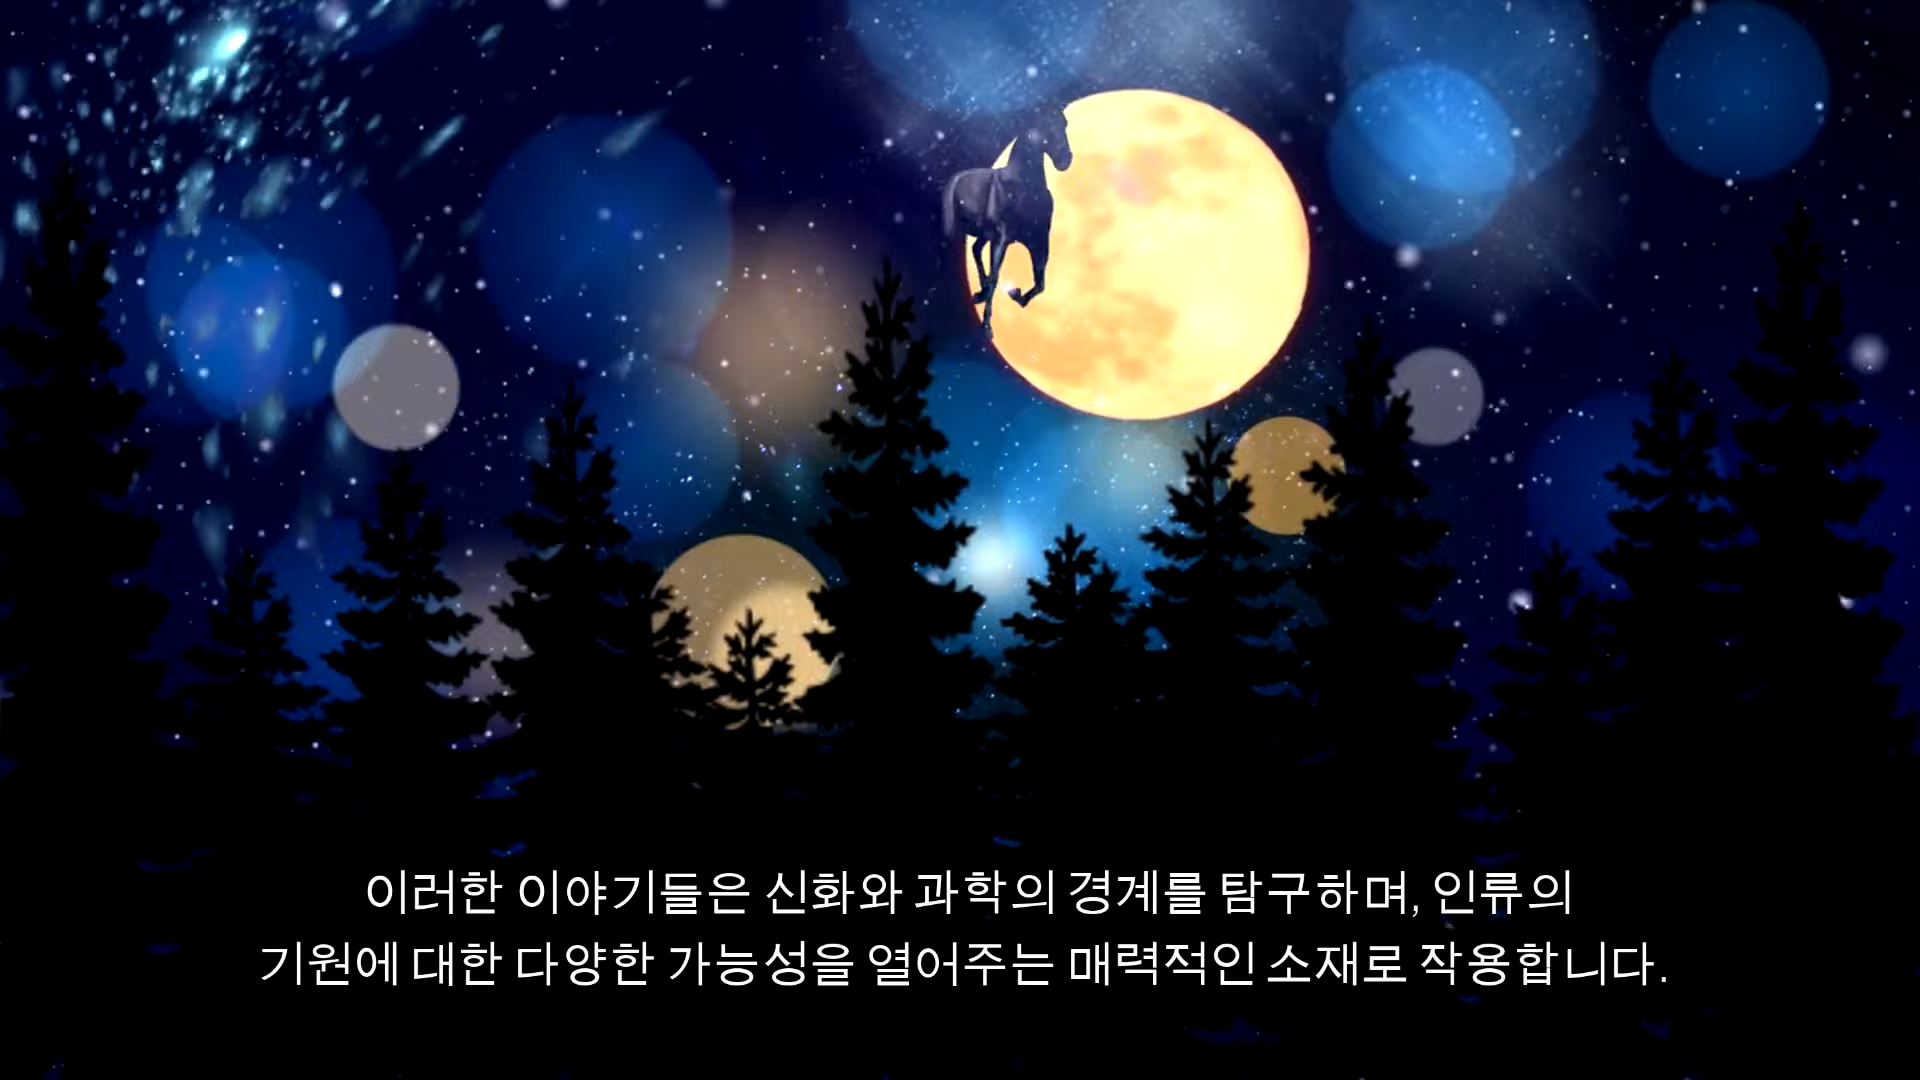 이러한 이야기들은 신화와 과학의 경계를 탐구하며, 인류의
기원에 대한 다양한 가능성을 열어주는 매력적인 소재로 작용합니다.